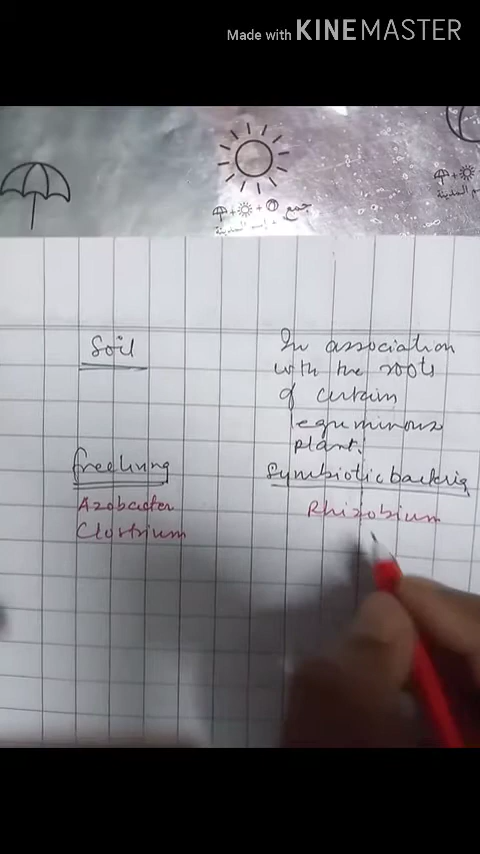 Made with KINEMASTER
جمع
Soil
In association
with the roots
of certain
leguminous
plant.
freeliving
Symbiotic bacteria
Azobacter
Clostrium
Rhizobium